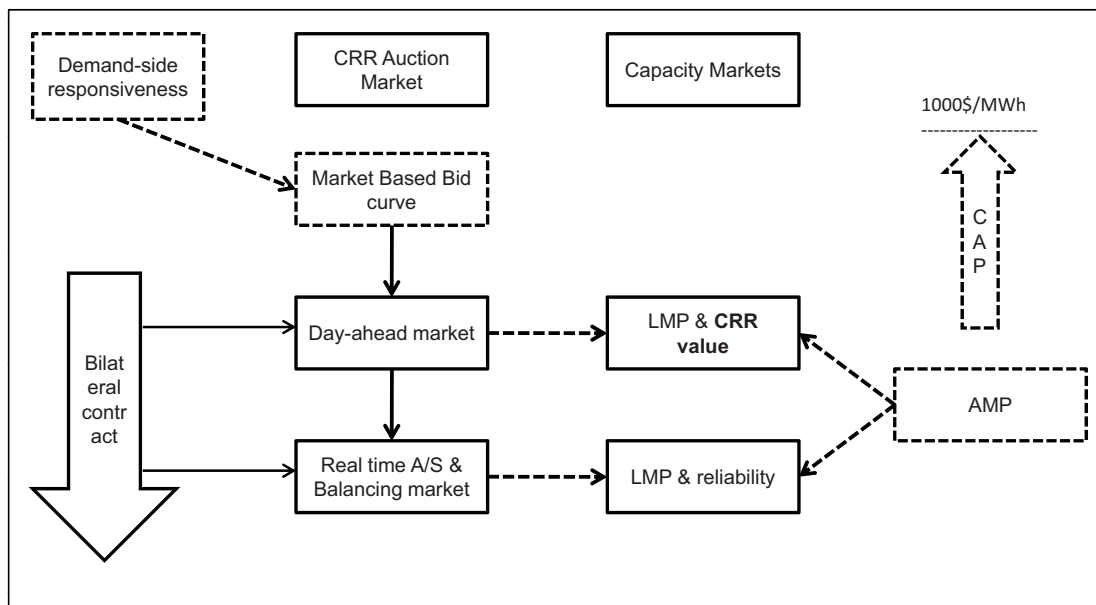 Demand-side
responsiveness
CRR Auction
Market
Capacity Markets
1000$/MWh
Market Based Bid
curve
C
A
P
Bilat
eral
contr
act
Day-ahead market
LMP & CRR
value
AMP
Real time A/S &
Balancing market
LMP & reliability